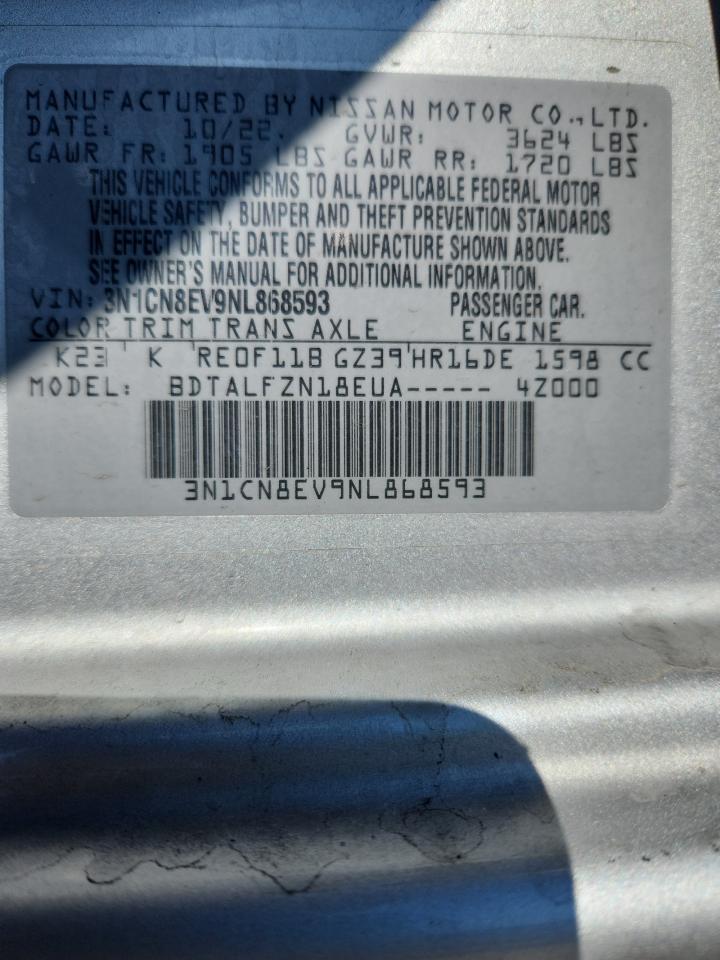 MANUFACTURED BY NISSAN MOTOR CO.,LTD.
DATE: 10/22. GVWR: 3624 LBS
GAWR FR: 1905 LBS GAWR RR: 1720 LBS
THIS VEHICLE CONFORMS TO ALL APPLICABLE FEDERAL MOTOR
VEHICLE SAFETY, BUMPER AND THEFT PREVENTION STANDARDS
IN EFFECT ON THE DATE OF MANUFACTURE SHOWN ABOVE.
SEE OWNER'S MANUAL FOR ADDITIONAL INFORMATION.
VIN: 3N1CN8EV9NL868593 PASSENGER CAR.
COLOR TRIM TRANS AXLE ENGINE
K23 K RE0F11B GZ39 HR16DE 1598 CC
MODEL: BDTALFZN18EUA----- 4Z000
3N1CN8EV9NL868593